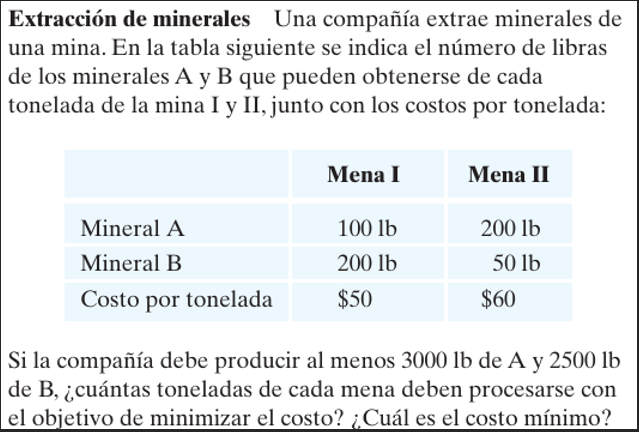 Extracción de minerales Una compañía extrae minerales de
una mina. En la tabla siguiente se indica el número de libras
de los minerales A y B que pueden obtenerse de cada
tonelada de la mina I y II, junto con los costos por tonelada:
Mena I Mena II
Mineral A 100 lb 200 lb
Mineral B 200 lb 50 lb
Costo por tonelada $50 $60
Si la compañía debe producir al menos 3000 lb de A y 2500 lb
de B, ¿cuántas toneladas de cada mena deben procesarse con
el objetivo de minimizar el costo? ¿Cuál es el costo mínimo?